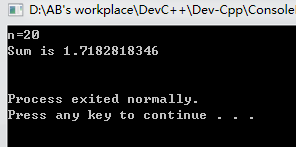 D:\AB's workplace\DevC++\Dev-Cpp\Console
n=20
Sum is 1.7182818346
Process exited normally.
Press any key to continue . . .